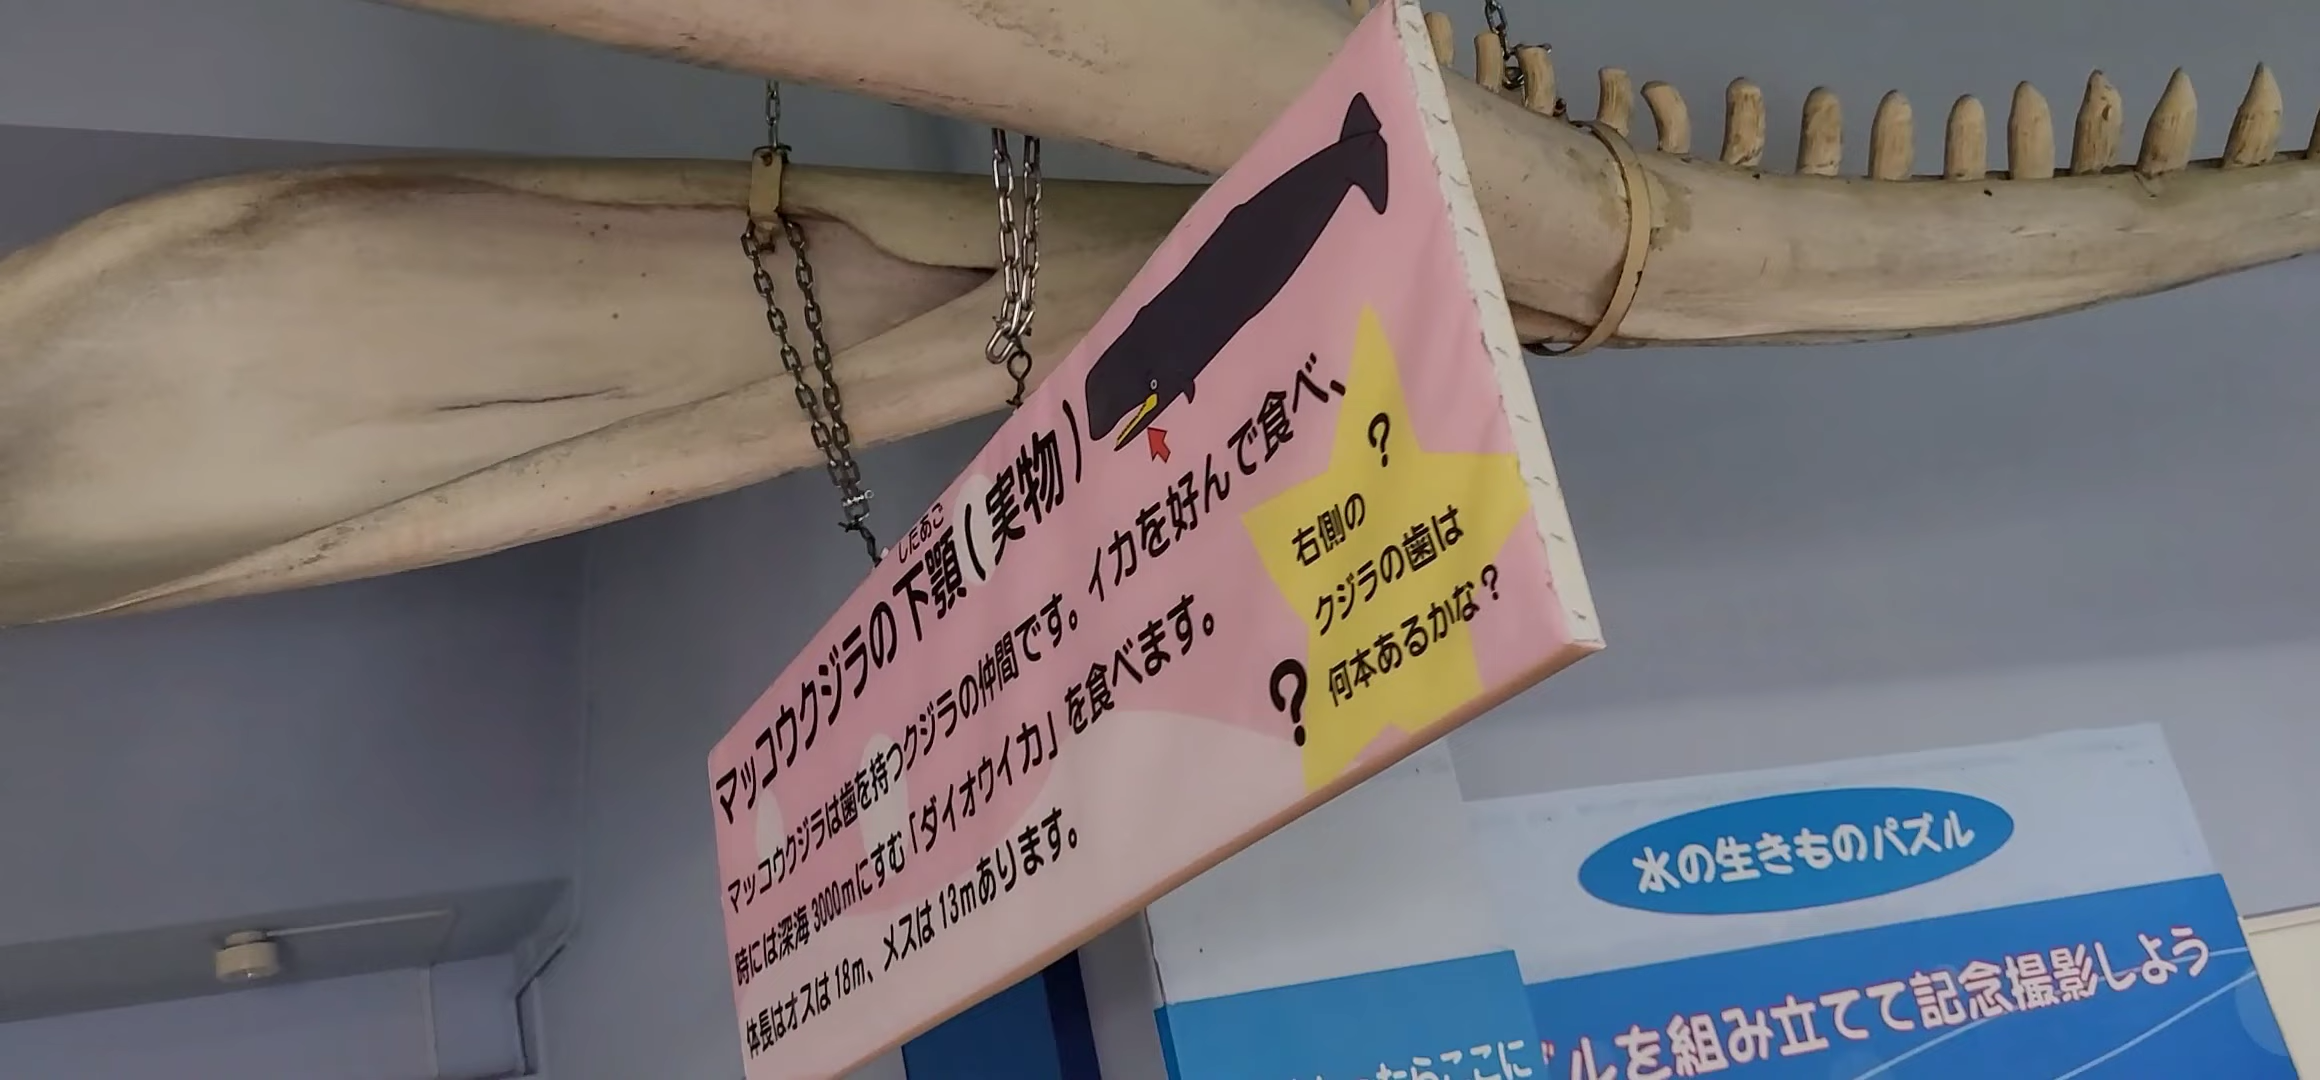 したあご
マッコウクジラの下顎(実物)
マッコウクジラは歯を持つクジラの仲間です。イカを好んで食べ、
時には深海3000mにすむ「ダイオウイカ」を食べます。
体長はオスは18m、メスは13mあります。
?
右側の
クジラの歯は
何本あるかな?
?
水の生きものパズル
ルを組み立てて記念撮影しよう
たらここに